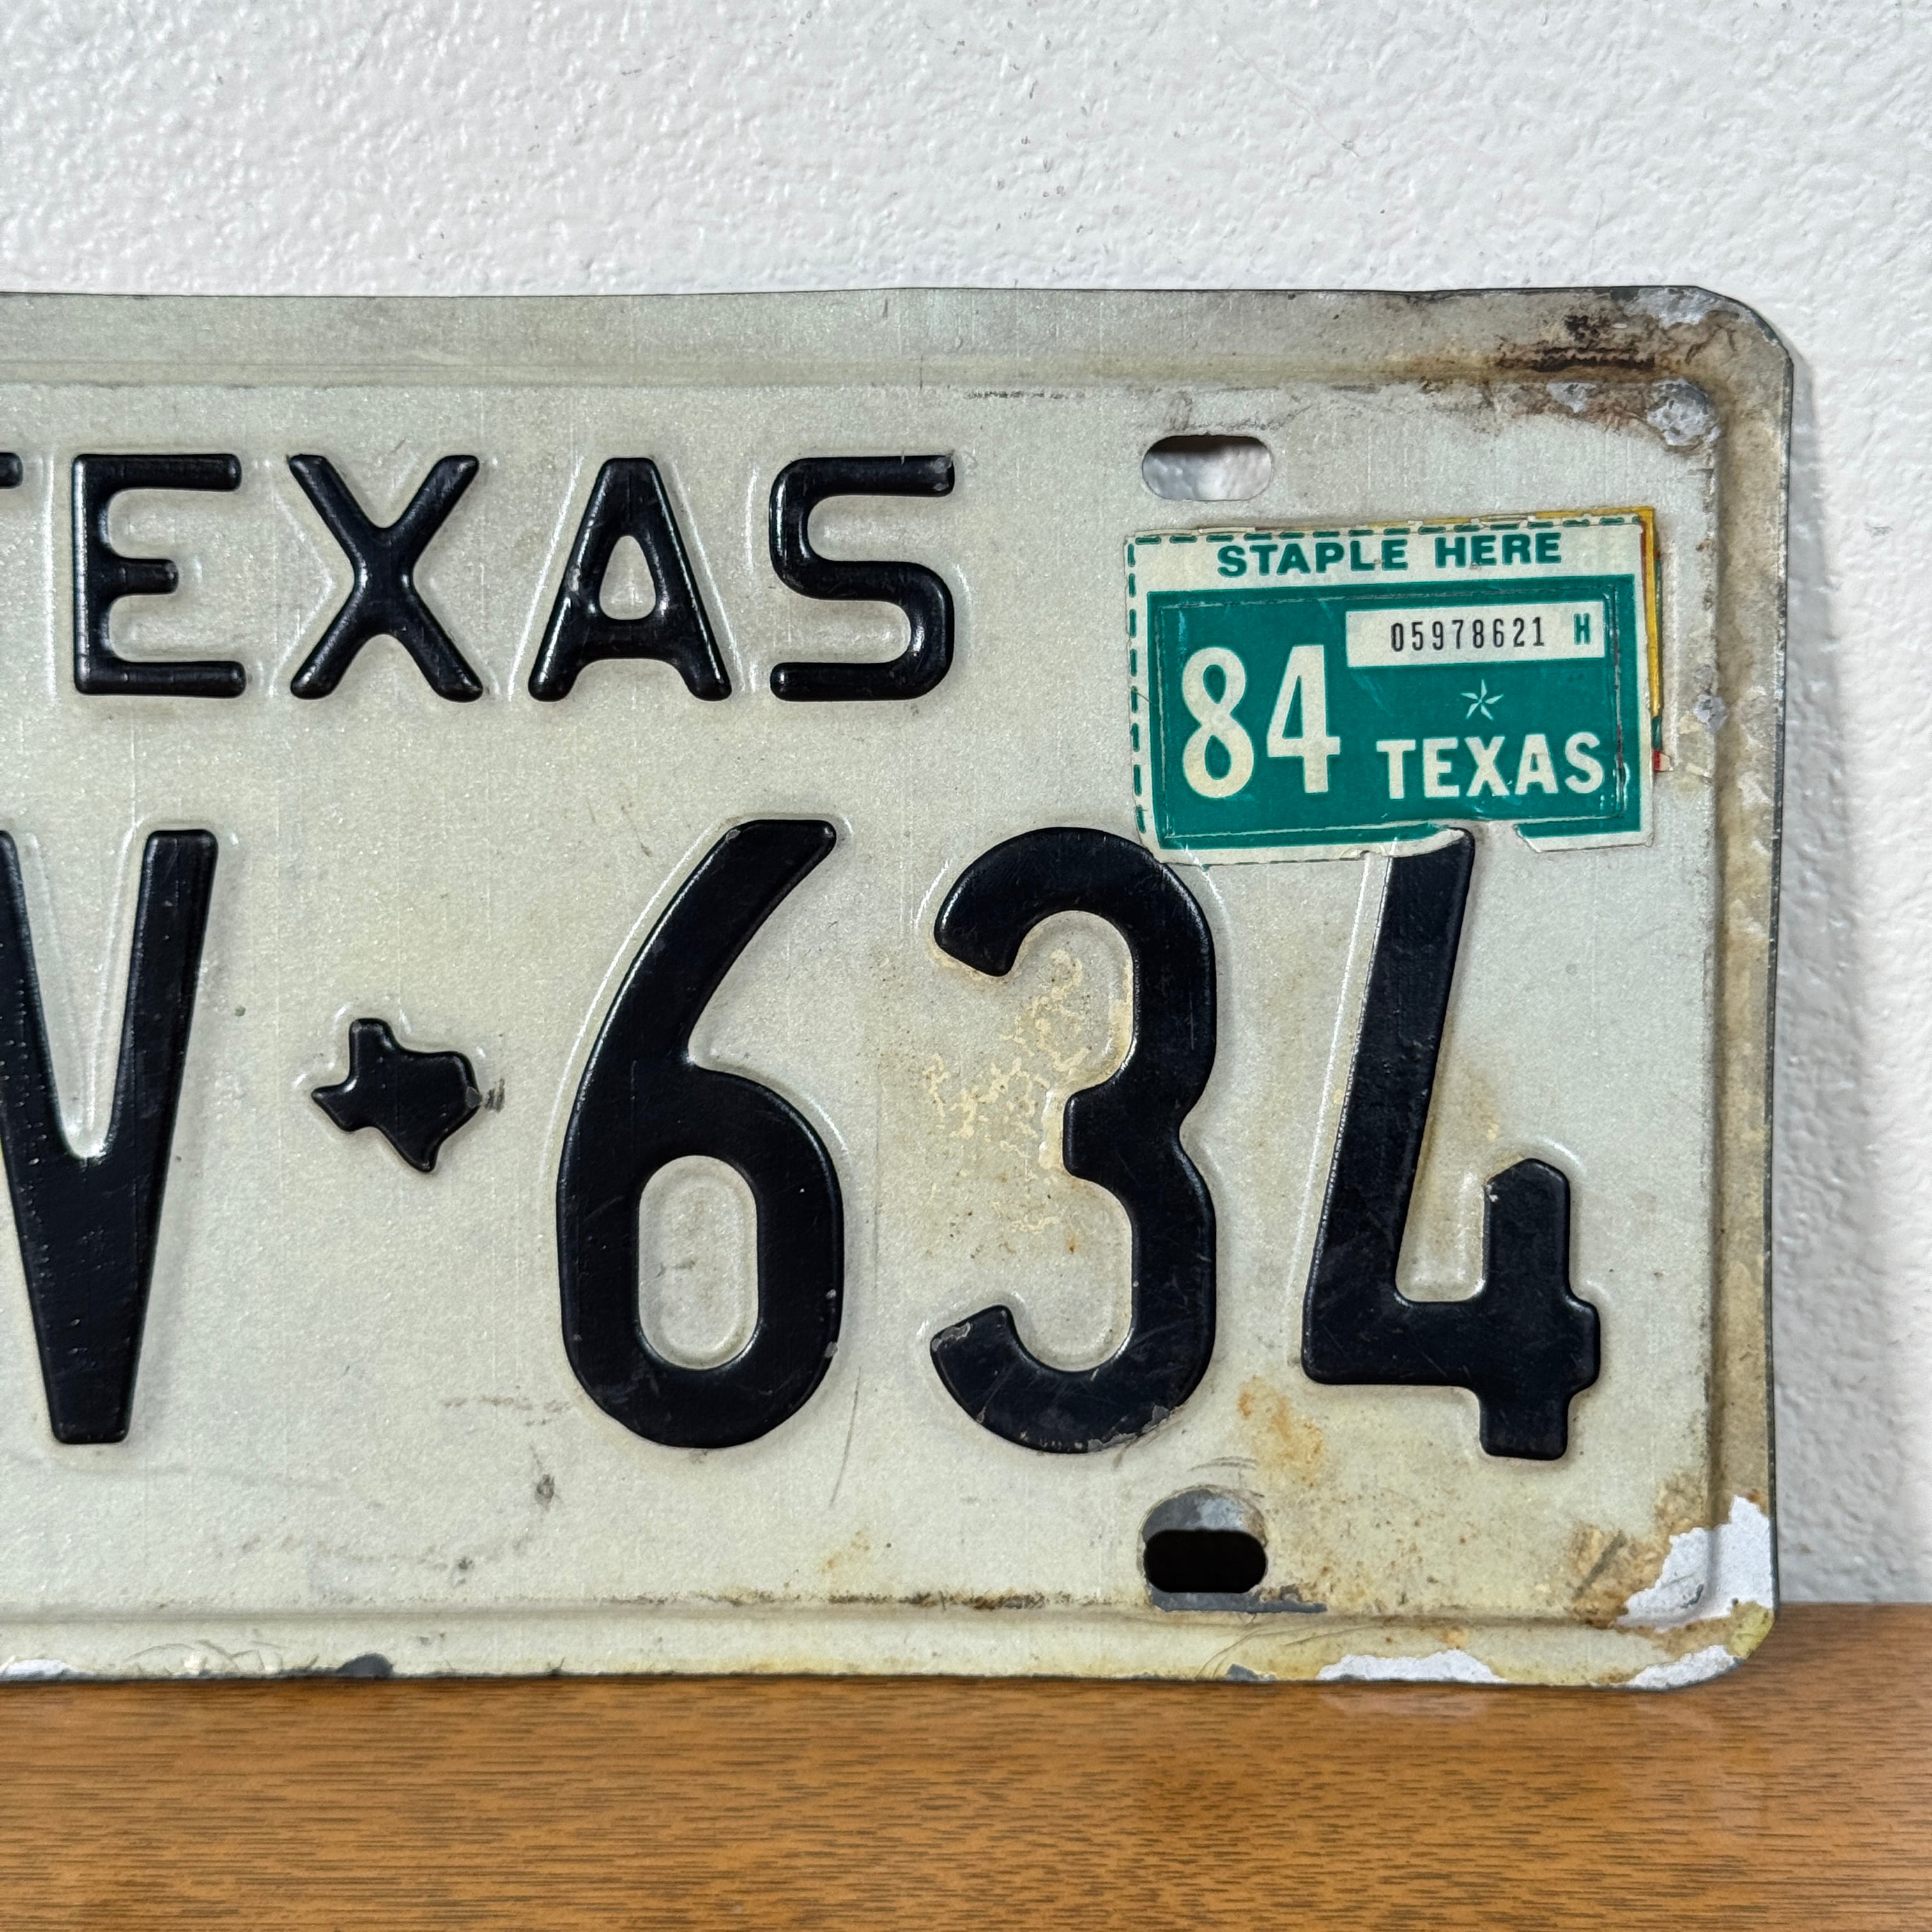 TEXAS
STAPLE HERE
05978621 H
84
TEXAS
V 634